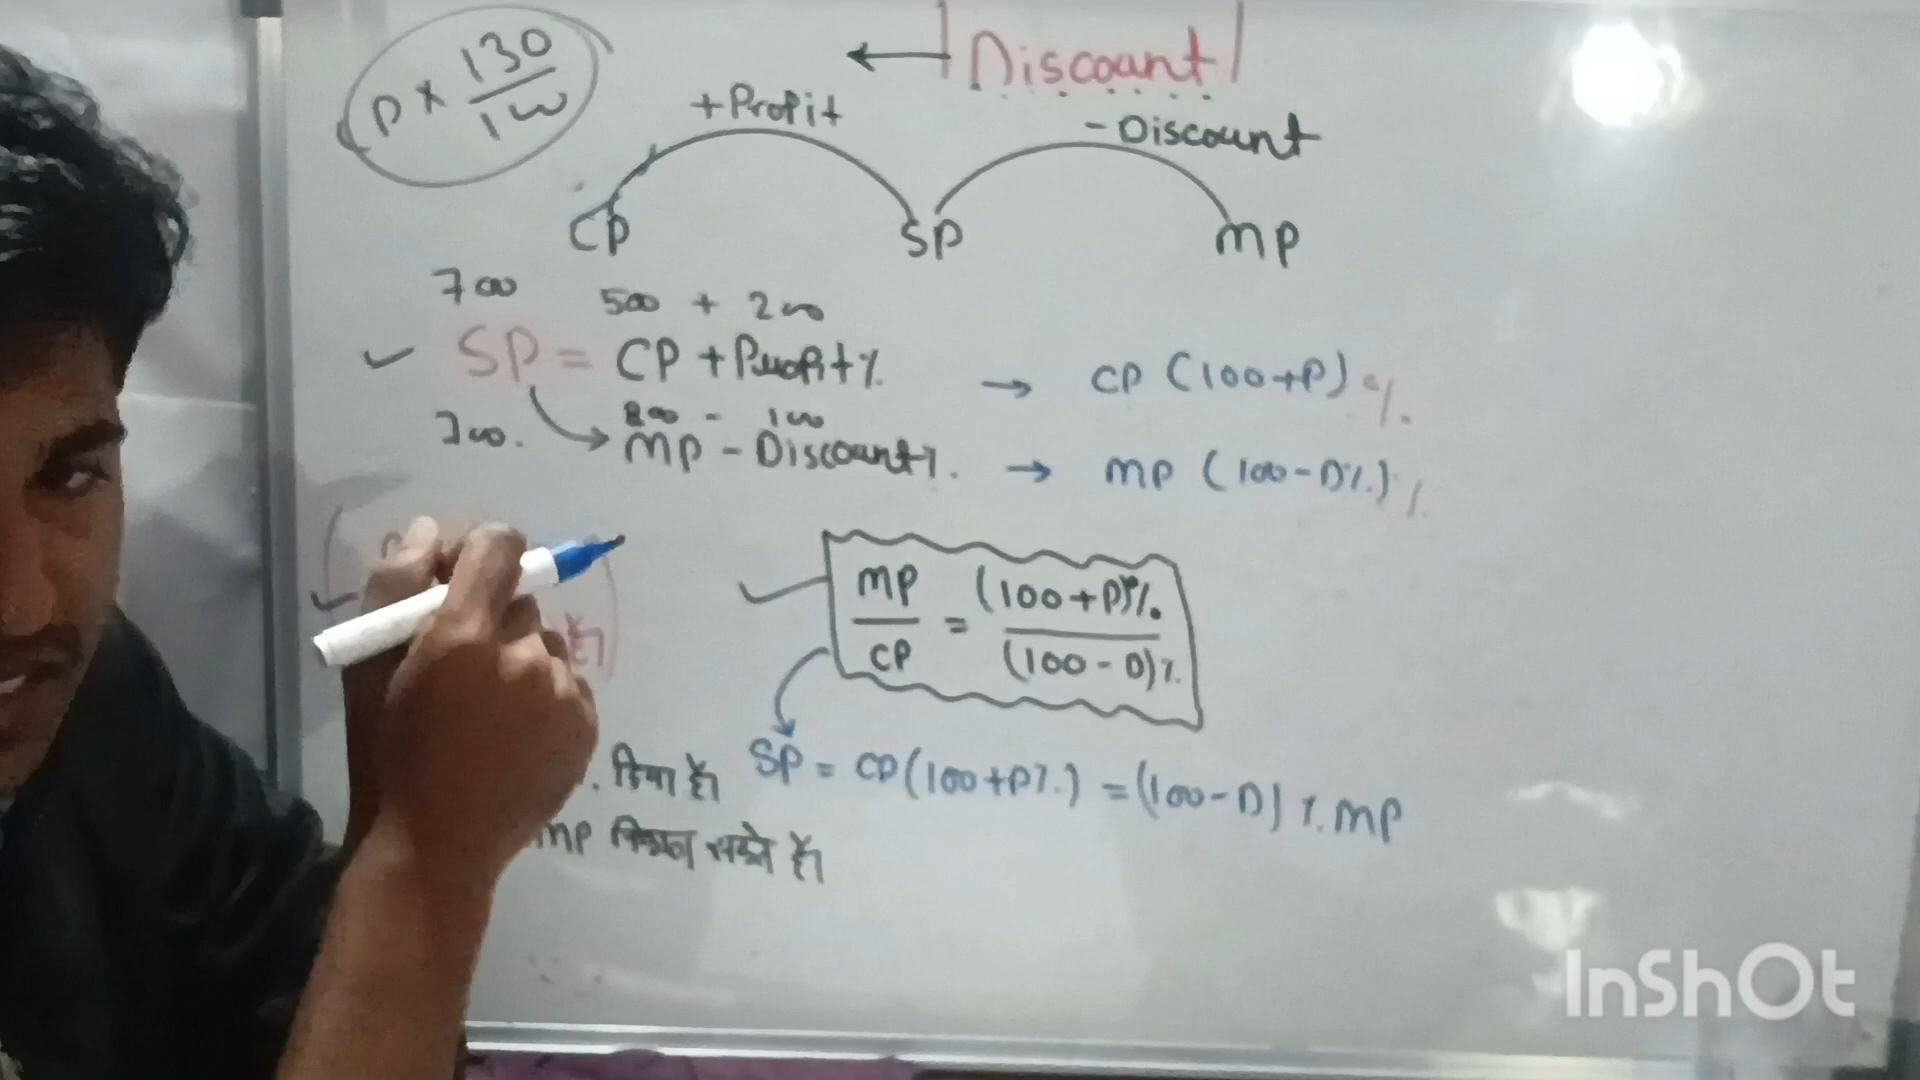 Discount
P × 130/100
+Profit
-Discount
CP SP MP
700 500 + 200
SP = CP + Profit% → CP (100+P)%
700. 800 - 100
MP - Discount%. → MP (100-D%.)%.
MP/CP = (100+P)%/(100-D)%.
है।
. दिया है। SP = CP(100+P%.) = (100-D)%.MP
MP निकाल सकते हैं।
InShOt